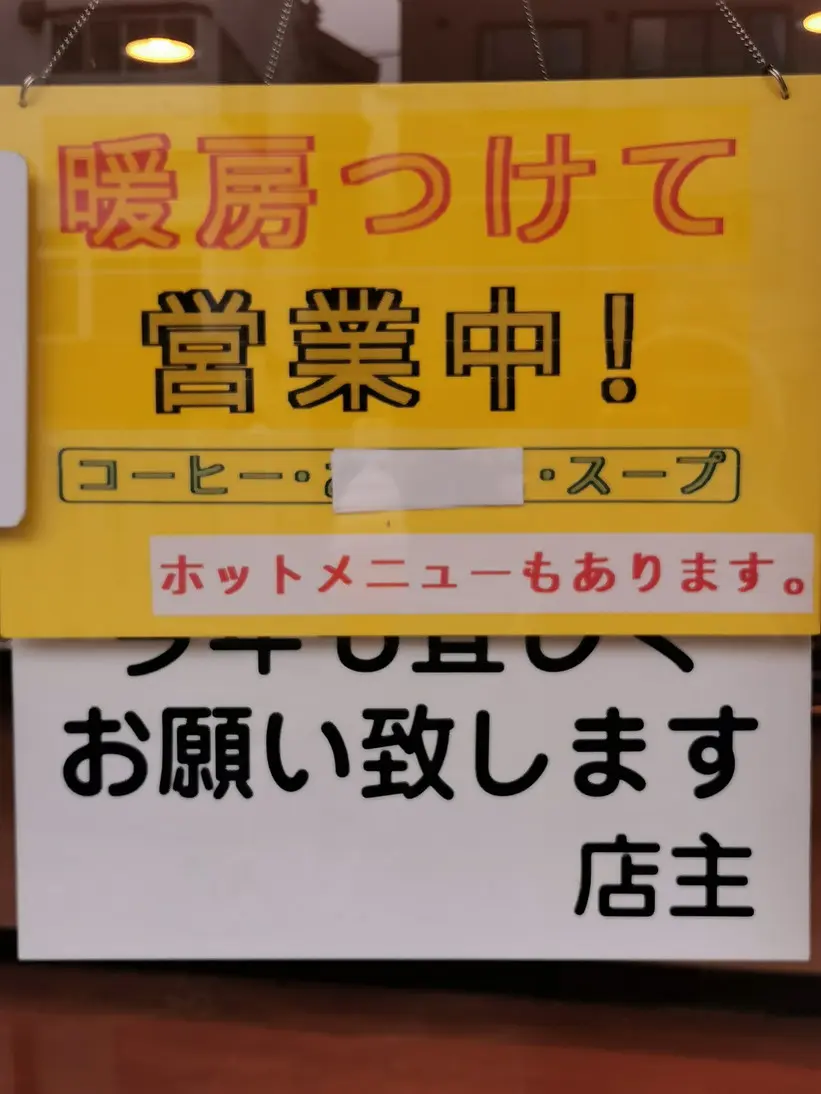 暖房つけて
営業中!
コーヒー・
・スープ
ホットメニューもあります。
お願い致します
店主